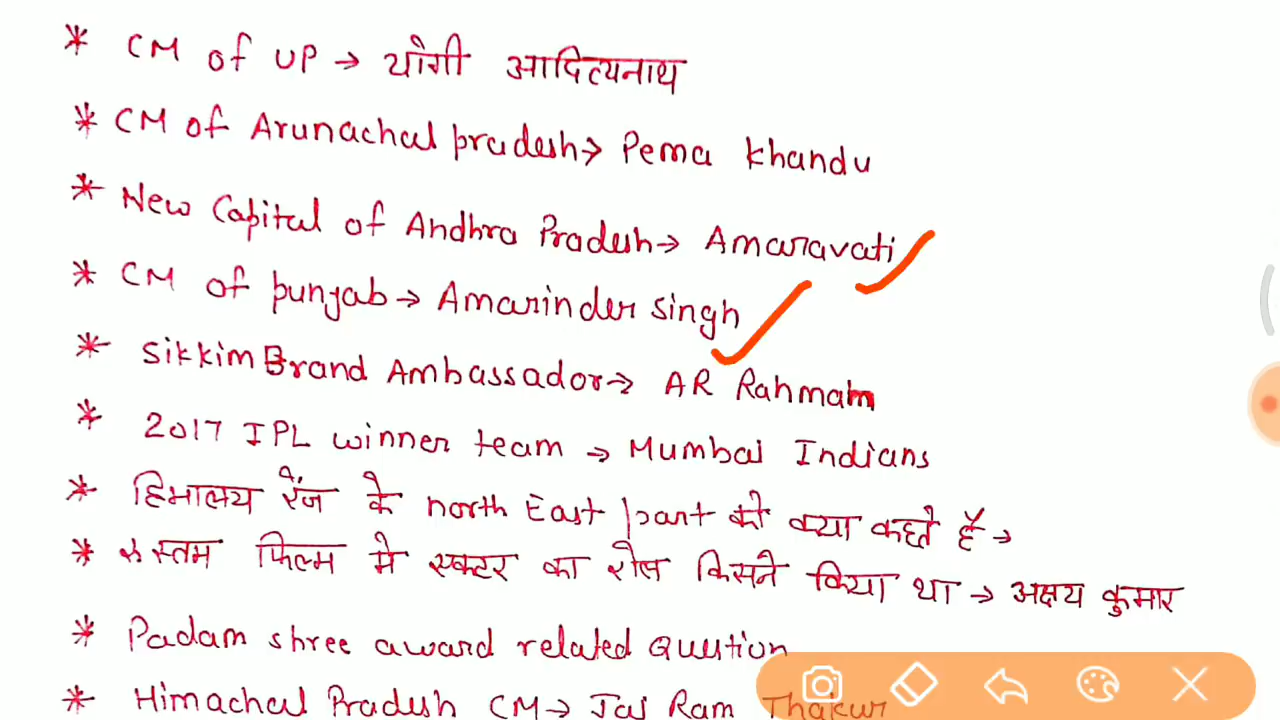 * CM of UP → योगी आदित्यनाथ
* CM of Arunachal pradesh → Pema Khandu
* New Capital of Andhra Pradesh → Amaravati
* CM of punjab → Amarinder singh
* Sikkim Brand Ambassador → AR Rahman
* 2017 IPL winner team → Mumbai Indians
* हिमालय रेंज के north East part को क्या कहते हैं →
* रुस्तम फिल्म मे एक्टर का रोल किसने किया था → अक्षय कुमार
* Padam shree award related Question
* Himachal Pradesh CM → Jai Ram Thakur